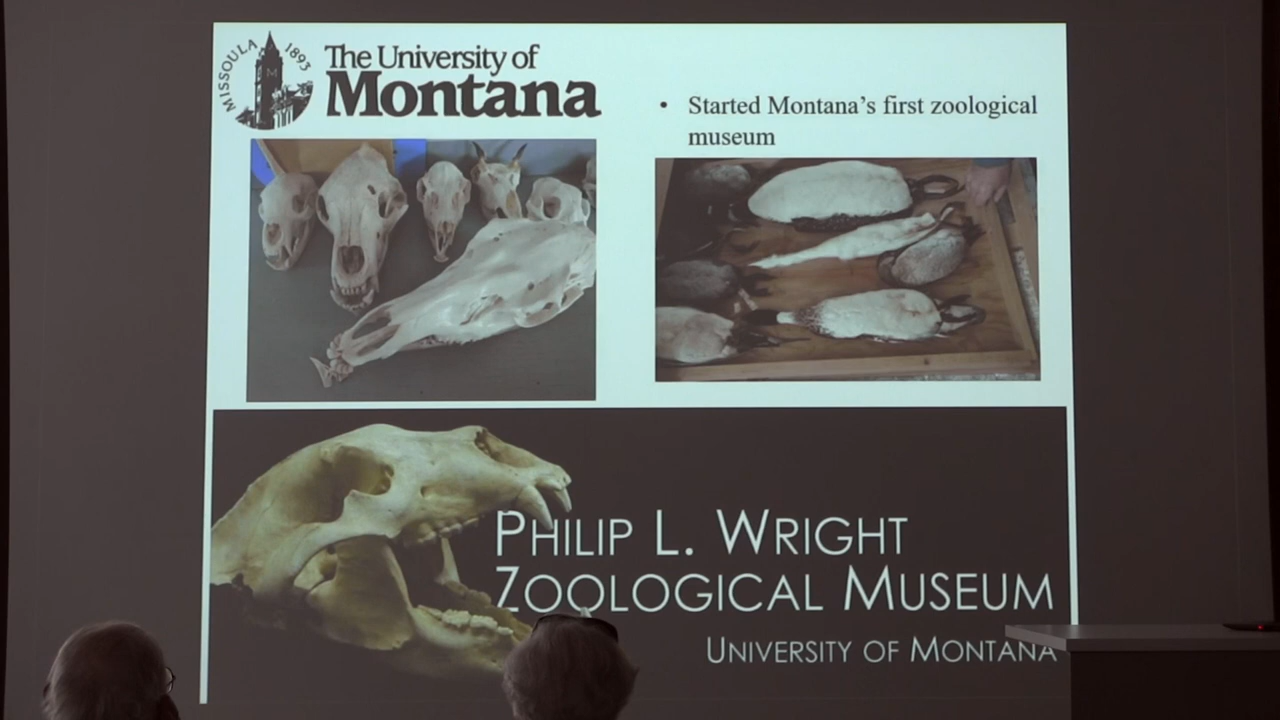 MISSOULA 1893
M
The University of
Montana
• Started Montana's first zoological
museum
PHILIP L. WRIGHT
ZOOLOGICAL MUSEUM
UNIVERSITY OF MONTANA